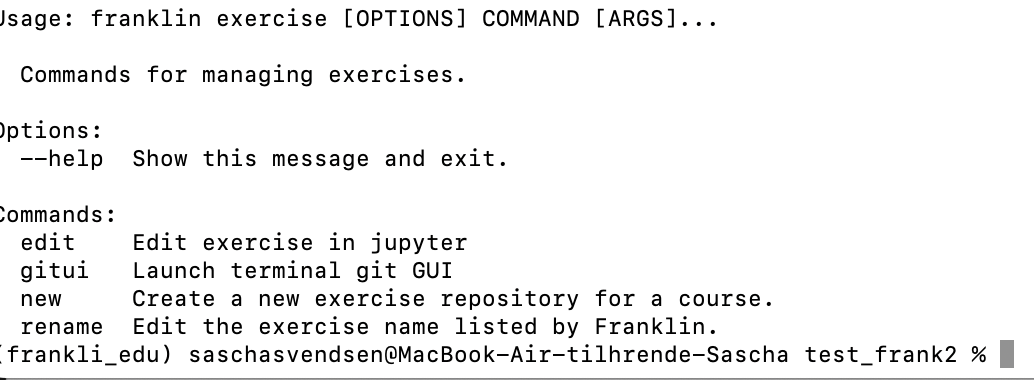 Usage: franklin exercise [OPTIONS] COMMAND [ARGS]...
Commands for managing exercises.
Options:
--help  Show this message and exit.
Commands:
edit    Edit exercise in jupyter
gitui   Launch terminal git GUI
new     Create a new exercise repository for a course.
rename  Edit the exercise name listed by Franklin.
(frankli_edu) saschasvendsen@MacBook-Air-tilhrende-Sascha test_frank2 %